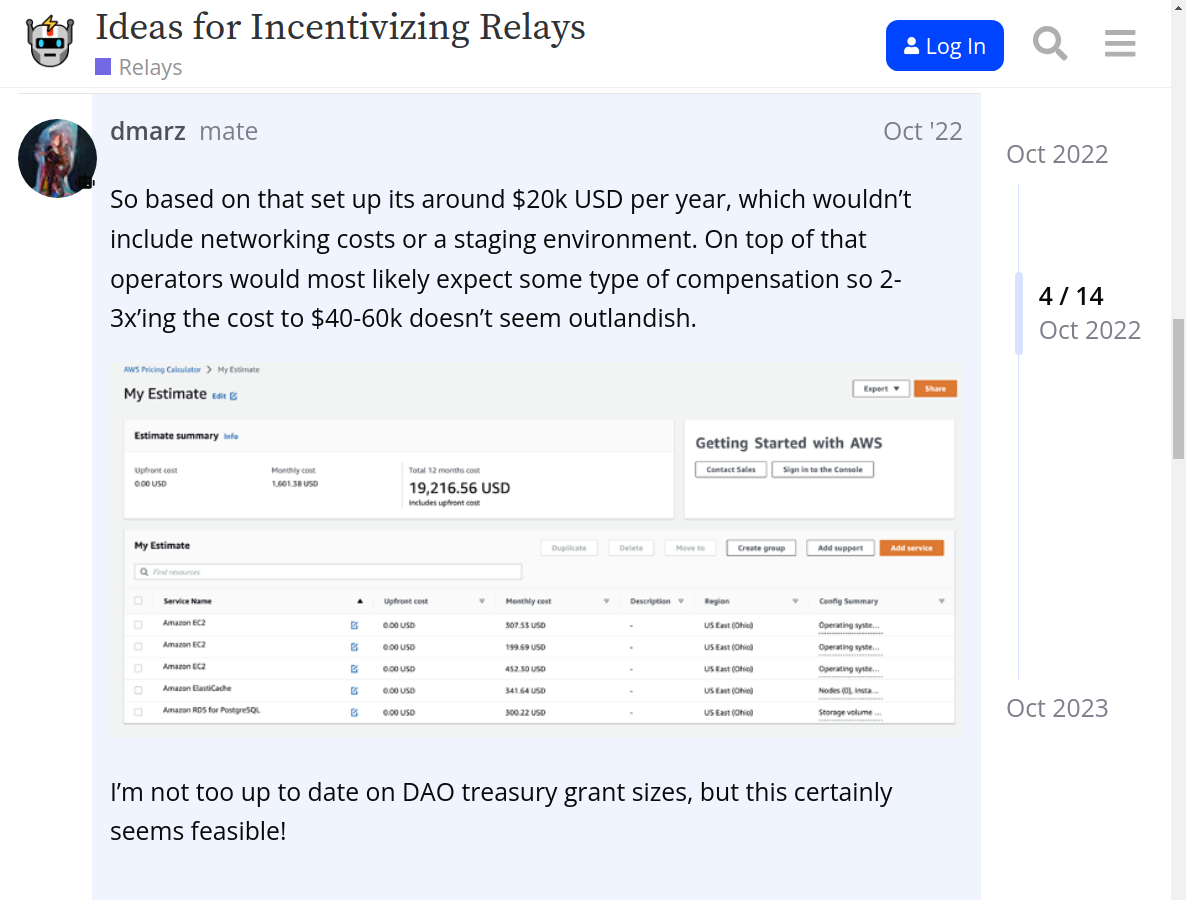 Ideas for Incentivizing Relays
Relays
Log In
dmarz mate
Oct '22
So based on that set up its around $20k USD per year, which wouldn’t
include networking costs or a staging environment. On top of that
operators would most likely expect some type of compensation so 2-
3x’ing the cost to $40-60k doesn’t seem outlandish.
AWS Pricing Calculator > My Estimate
My Estimate Edit
Export Share
Estimate summary Info
Upfront cost Monthly cost Total 12 months cost
0.00 USD 1,601.38 USD 19,216.56 USD
Includes upfront cost
Getting Started with AWS
Contact Sales Sign in to the Console
My Estimate
Duplicate Delete Move to Create group Add support Add service
Find resources
Service Name Upfront cost Monthly cost Description Region Config Summary
Amazon EC2 0.00 USD 307.53 USD - US East (Ohio) Operating syste...
Amazon EC2 0.00 USD 199.69 USD - US East (Ohio) Operating syste...
Amazon EC2 0.00 USD 452.30 USD - US East (Ohio) Operating syste...
Amazon ElastiCache 0.00 USD 341.64 USD - US East (Ohio) Nodes (0), Insta...
Amazon RDS for PostgreSQL 0.00 USD 300.22 USD - US East (Ohio) Storage volume ...
I’m not too up to date on DAO treasury grant sizes, but this certainly
seems feasible!
Oct 2022
4 / 14
Oct 2022
Oct 2023